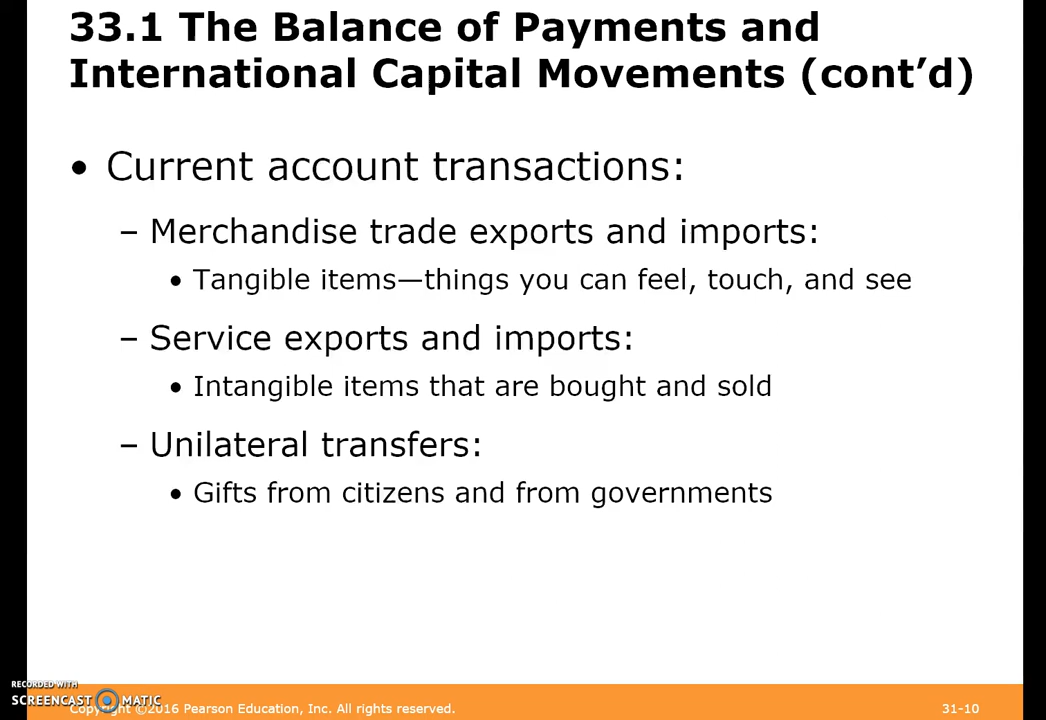 33.1 The Balance of Payments and
International Capital Movements (cont’d)
• Current account transactions:
– Merchandise trade exports and imports:
• Tangible items—things you can feel, touch, and see
– Service exports and imports:
• Intangible items that are bought and sold
– Unilateral transfers:
• Gifts from citizens and from governments
RECORDED WITH
SCREENCAST MATIC
Copyright ©2016 Pearson Education, Inc. All rights reserved.
31-10